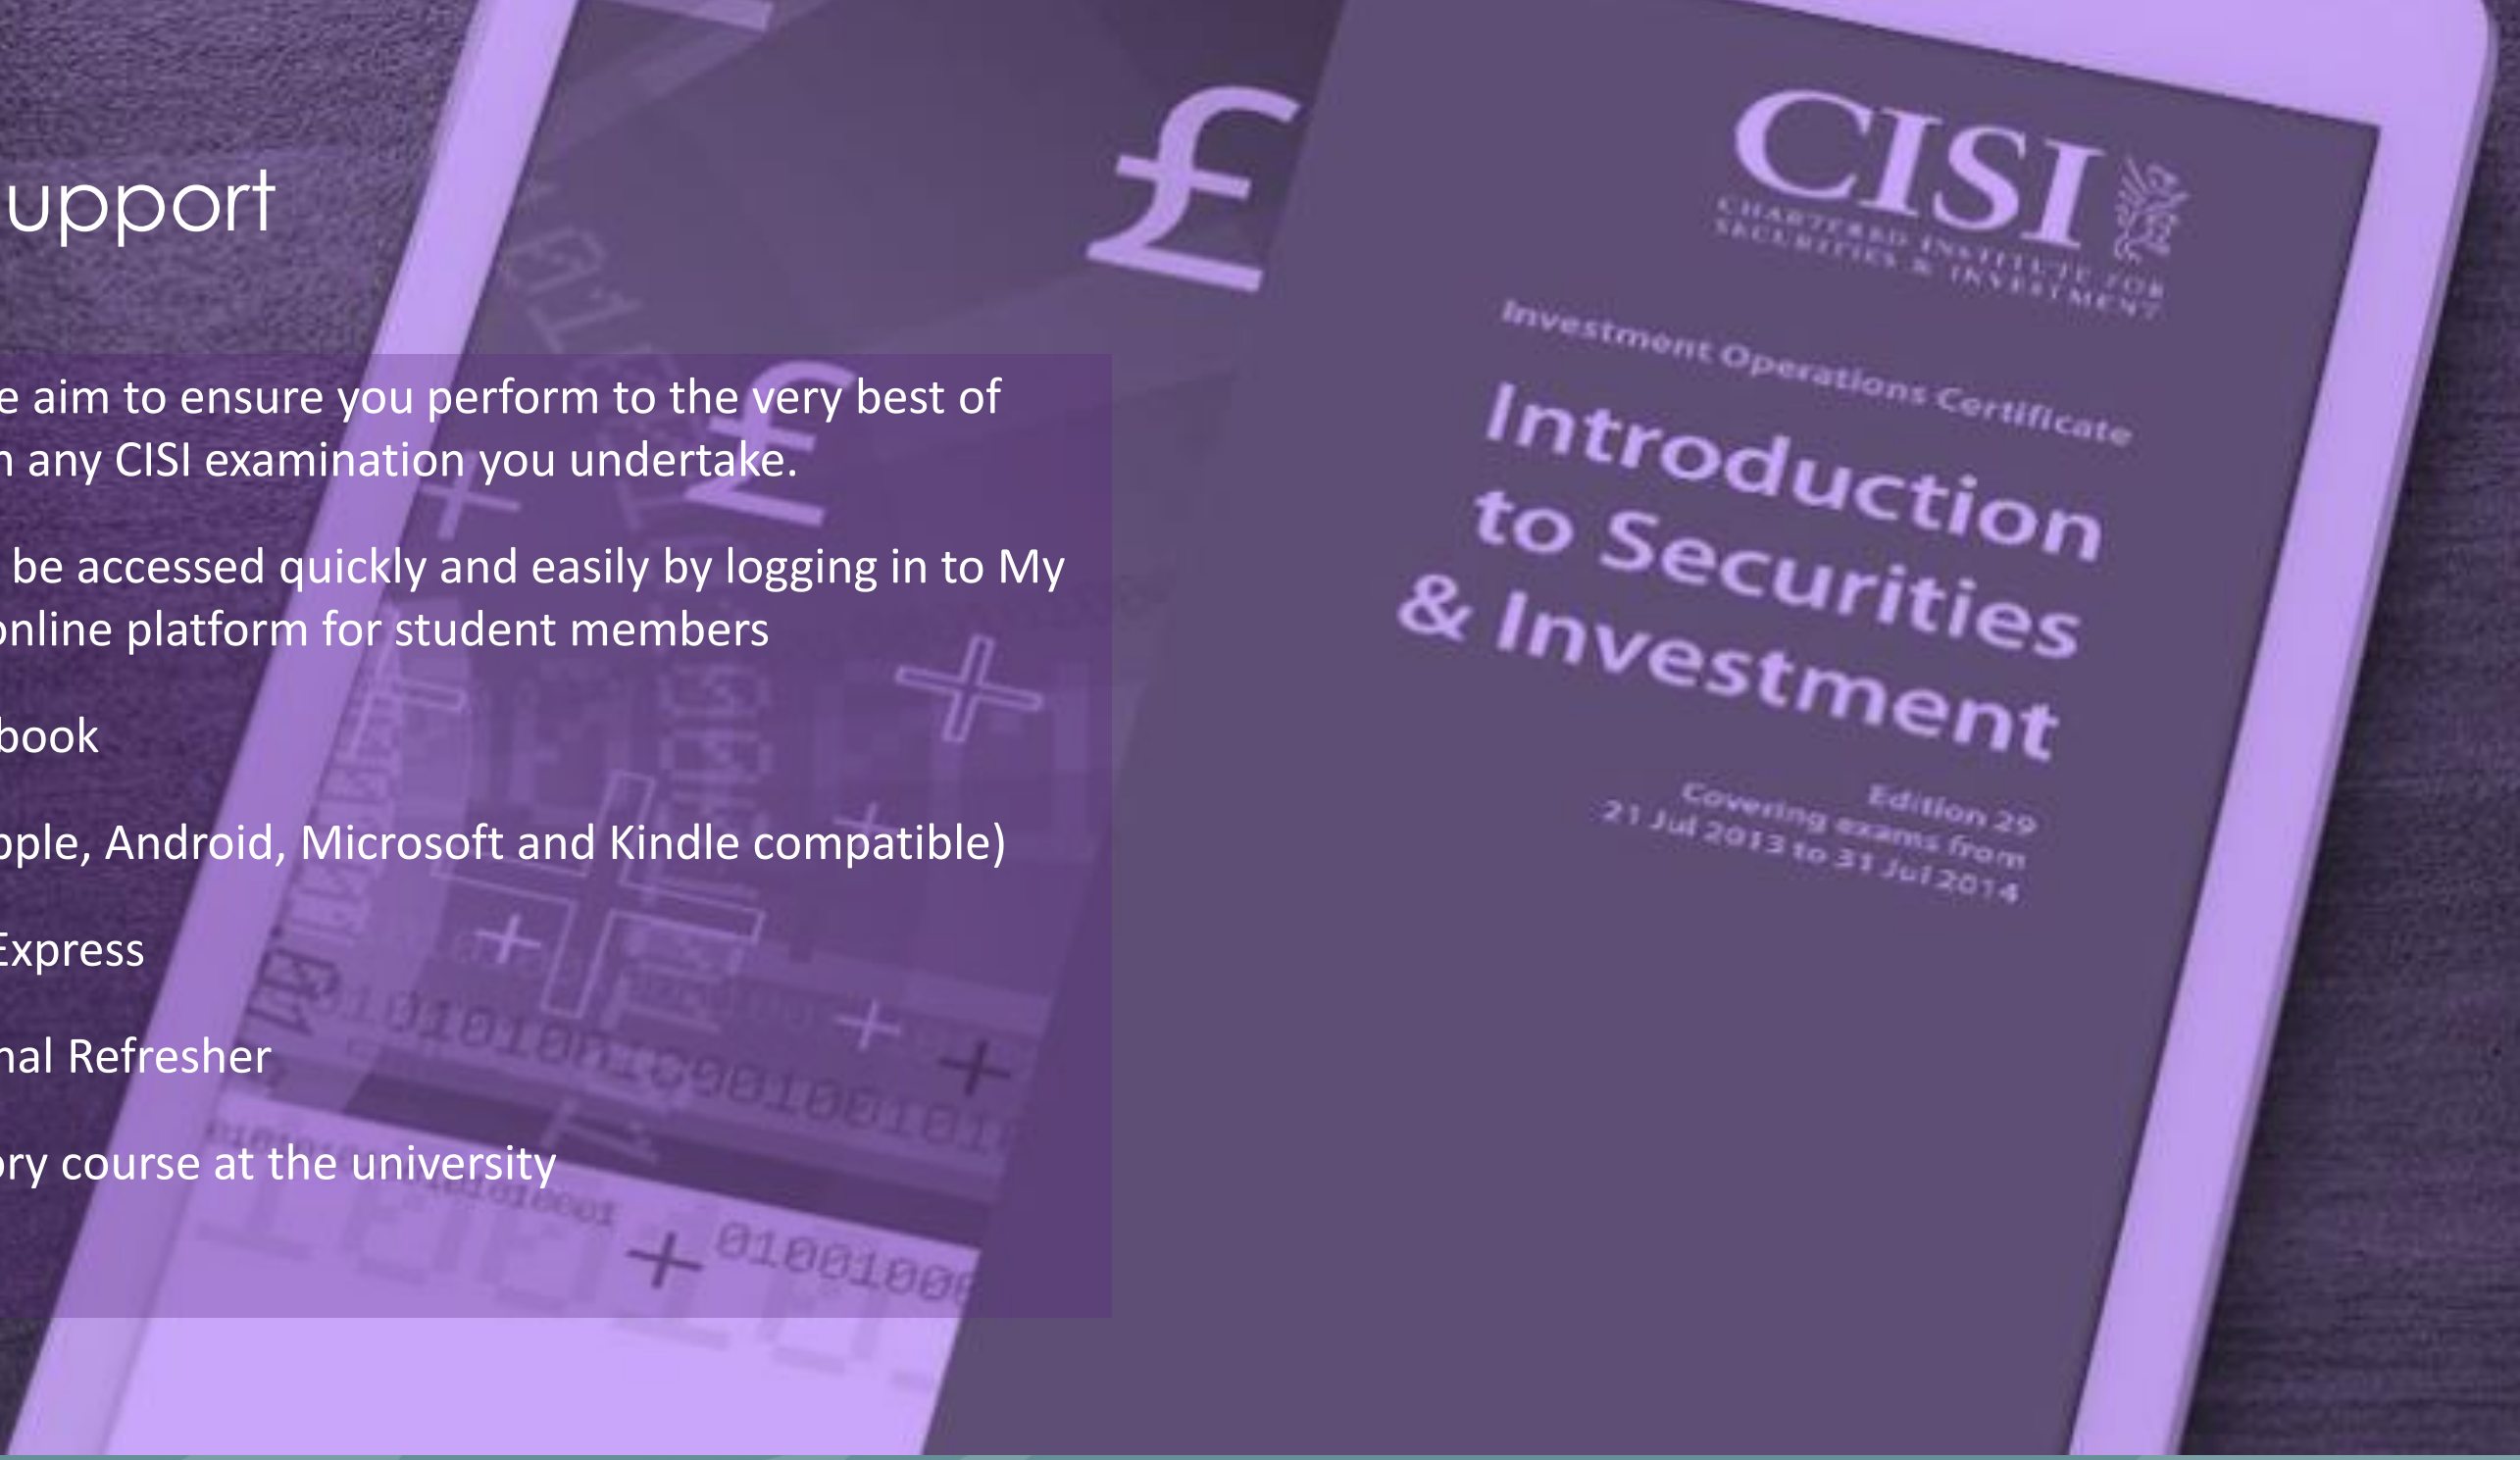 upport
e aim to ensure you perform to the very best of
n any CISI examination you undertake.
be accessed quickly and easily by logging in to My
online platform for student members
book
pple, Android, Microsoft and Kindle compatible)
Express
nal Refresher
ory course at the university
CISI
CHARTERED INSTITUTE FOR
SECURITIES & INVESTMENT
Investment Operations Certificate
Introduction
to Securities
& Investment
Edition 29
Covering exams from
21 Jul 2013 to 31 Jul 2014
£
£